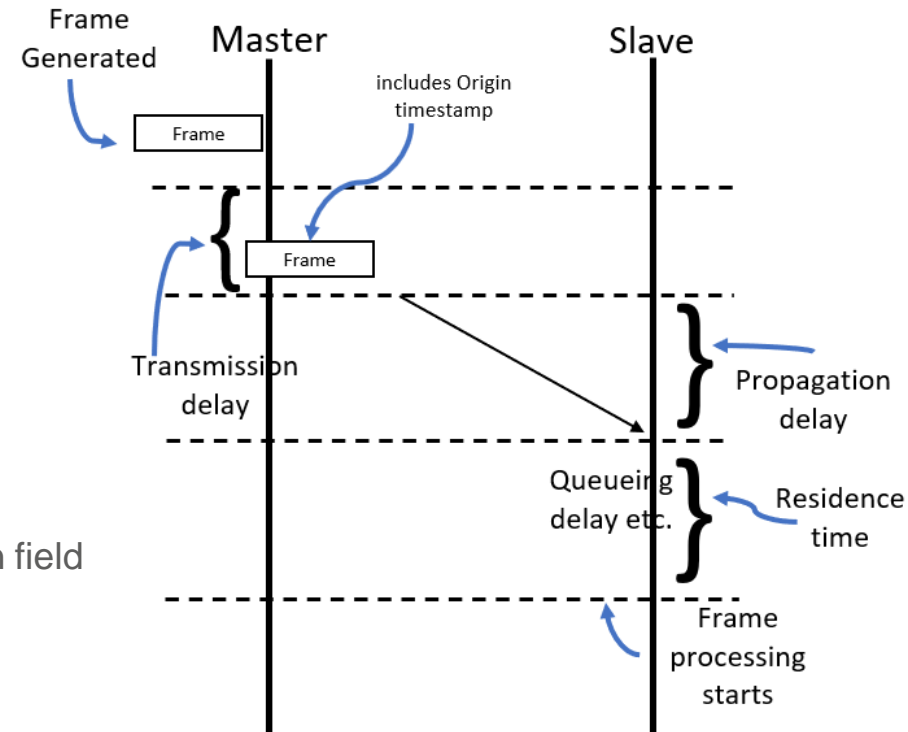 Frame
Generated
Master
Slave
includes Origin
timestamp
Frame
Frame
Transmission
delay
Propagation
delay
Queueing
delay etc.
Residence
time
field
Frame
processing
starts